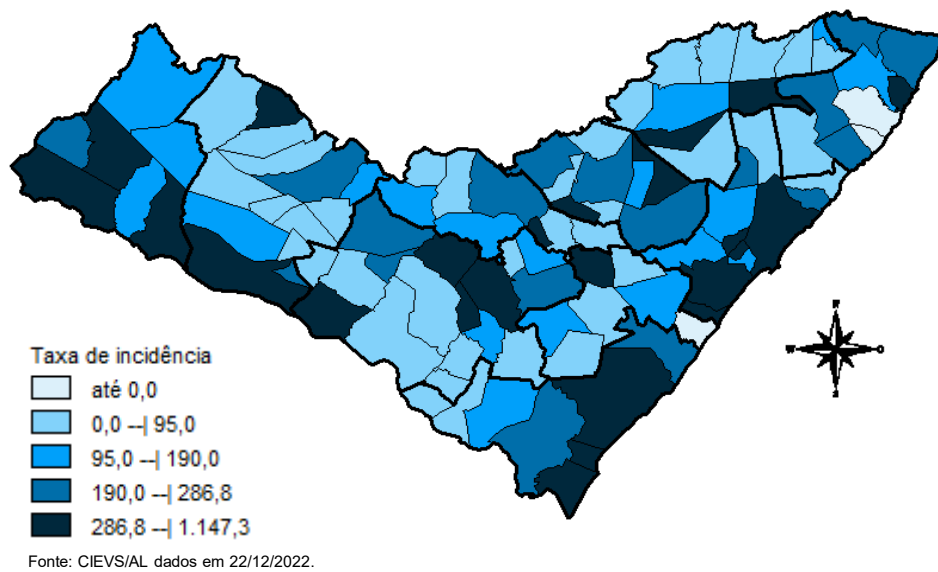 Taxa de incidência
até 0,0
0,0 --| 95,0
95,0 --| 190,0
190,0 --| 286,8
286,8 --| 1.147,3
Fonte: CIEVS/AL dados em 22/12/2022.
N
W
O
S